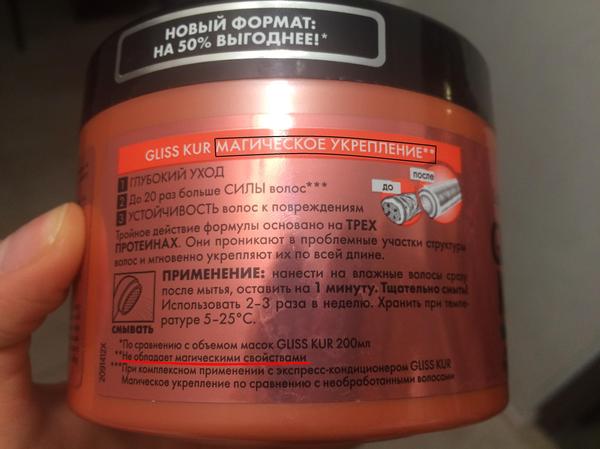 НОВЫЙ ФОРМАТ:
НА 50% ВЫГОДНЕЕ!*
GLISS KUR МАГИЧЕСКОЕ УКРЕПЛЕНИЕ**
1 ГЛУБОКИЙ УХОД
2 До 20 раз больше СИЛЫ волос***
3 УСТОЙЧИВОСТЬ волос к повреждениям
до
после
Тройное действие формулы основано на ТРЕХ
ПРОТЕИНАХ. Они проникают в проблемные участки структуры
волос и мгновенно укрепляют их по всей длине.
ПРИМЕНЕНИЕ: нанести на влажные волосы сразу
после мытья, оставить на 1 минуту. Тщательно смыть!
Использовать 2–3 раза в неделю. Хранить при темпе-
ратуре 5–25°C.
смывать
*По сравнению с объемом масок GLISS KUR 200мл
**Не обладает магическими свойствами
***При комплексном применении с экспресс-кондиционером GLISS KUR
Магическое укрепление по сравнению с необработанными волосами
2091412X